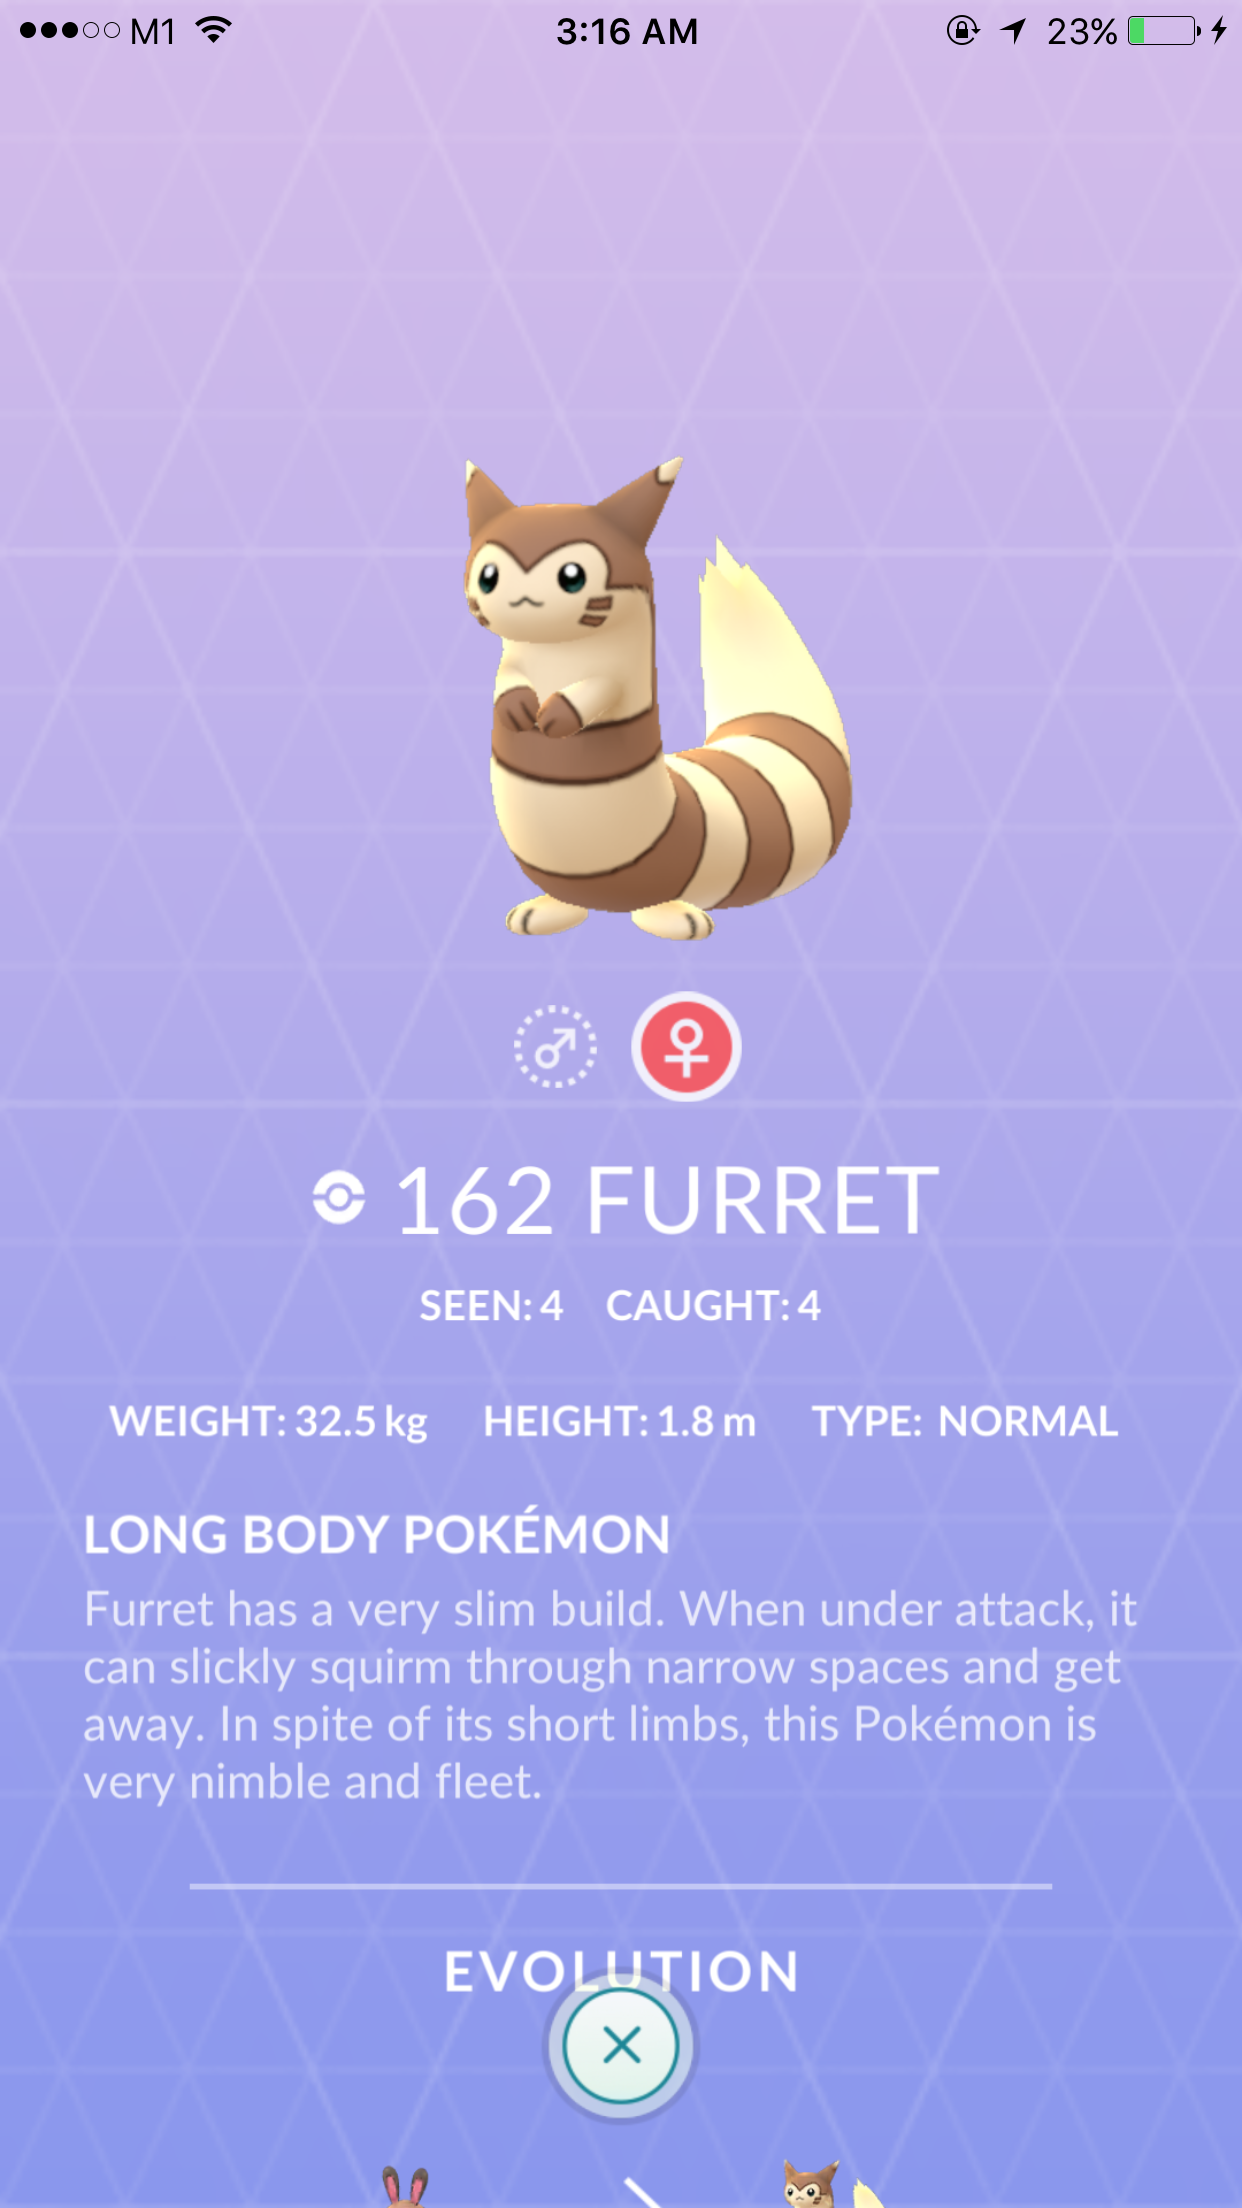 M1 3:16 AM 23%
162 FURRET
SEEN: 4 CAUGHT: 4
WEIGHT: 32.5 kg HEIGHT: 1.8 m TYPE: NORMAL
LONG BODY POKÉMON
Furret has a very slim build. When under attack, it
can slickly squirm through narrow spaces and get
away. In spite of its short limbs, this Pokémon is
very nimble and fleet.
EVOLUTION